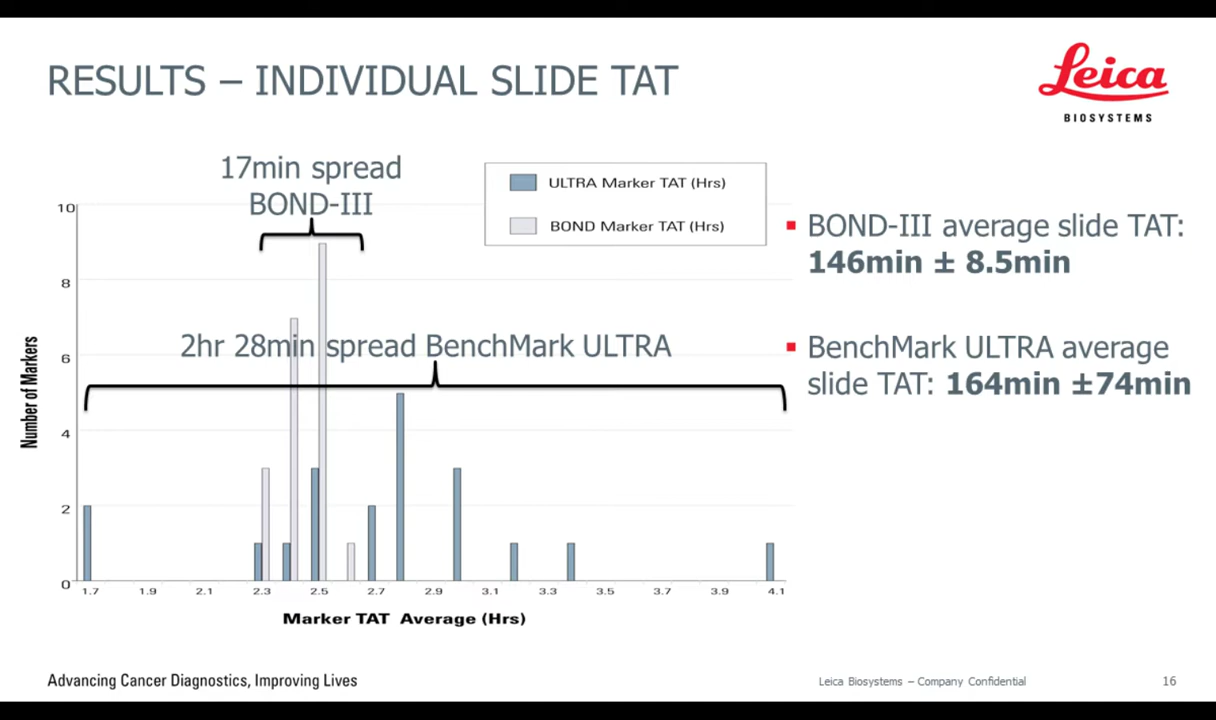 RESULTS – INDIVIDUAL SLIDE TAT
Leica
BIOSYSTEMS
17min spread
BOND-III
ULTRA Marker TAT (Hrs)
BOND Marker TAT (Hrs)
2hr 28min spread BenchMark ULTRA
Number of Markers
10
8
6
4
2
0
1.7 1.9 2.1 2.3 2.5 2.7 2.9 3.1 3.3 3.5 3.7 3.9 4.1
Marker TAT Average (Hrs)
BOND-III average slide TAT:
146min ± 8.5min
BenchMark ULTRA average
slide TAT: 164min ±74min
Advancing Cancer Diagnostics, Improving Lives
Leica Biosystems – Company Confidential
16